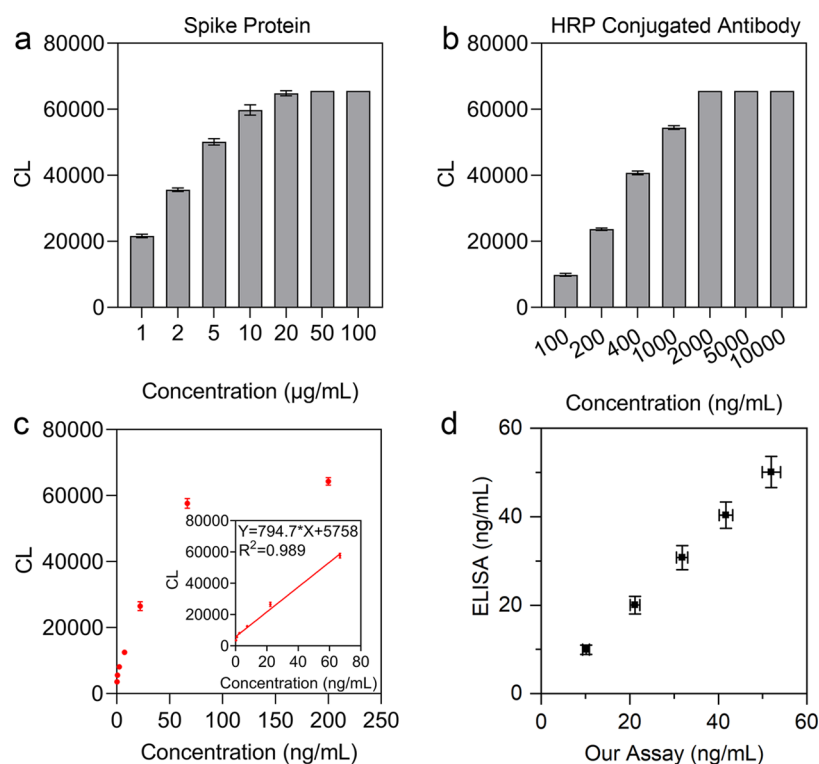 a
Spike Protein
CL
80000
60000
40000
20000
0
1 2 5 10 20 50 100
Concentration (µg/mL)
b
HRP Conjugated Antibody
CL
80000
60000
40000
20000
0
100 200 400 1000 2000 5000 10000
Concentration (ng/mL)
c
CL
80000
60000
40000
20000
0
0 50 100 150 200 250
Concentration (ng/mL)
Y=794.7*X+5758
R²=0.989
CL
80000
60000
40000
20000
0
0 20 40 60 80
Concentration (ng/mL)
d
ELISA (ng/mL)
60
40
20
0
0 20 40 60
Our Assay (ng/mL)